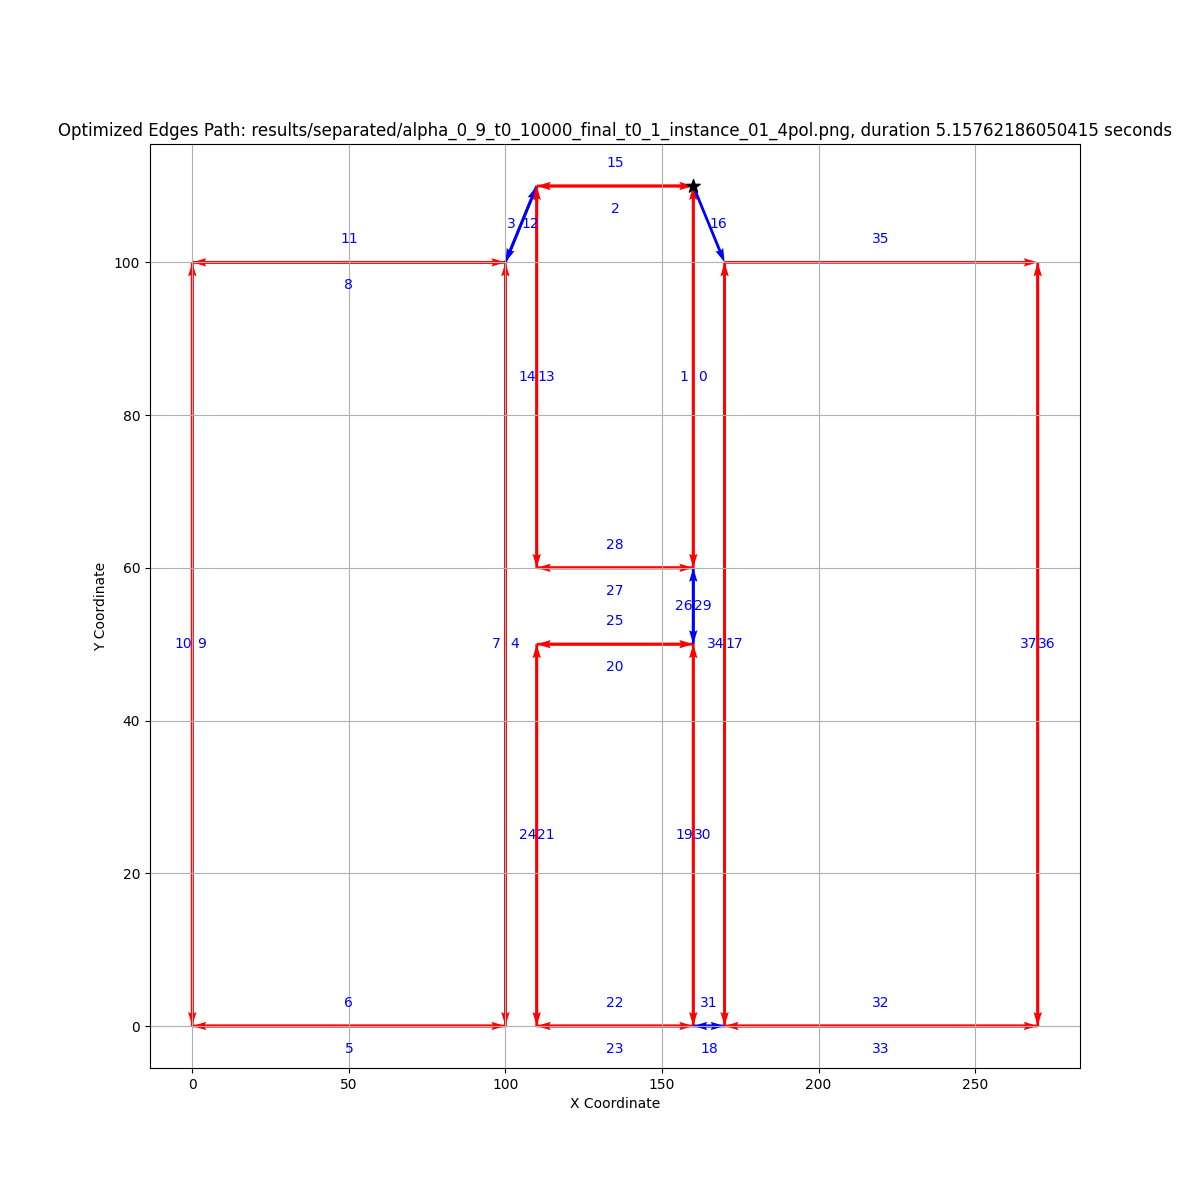 Optimized Edges Path: results/separated/alpha_0_9_t0_10000_final_t0_1_instance_01_4pol.png, duration 5.15762186050415 seconds
15
2
3 12 16
11 35
100
8
14 13 1 0
80
28
60
27
26 29
25
10 9 7 4 34 17 37 36
20
40
24 21 19 30
20
6 22 31 32
0
5 23 18 33
0 50 100 150 200 250
X Coordinate
Y Coordinate